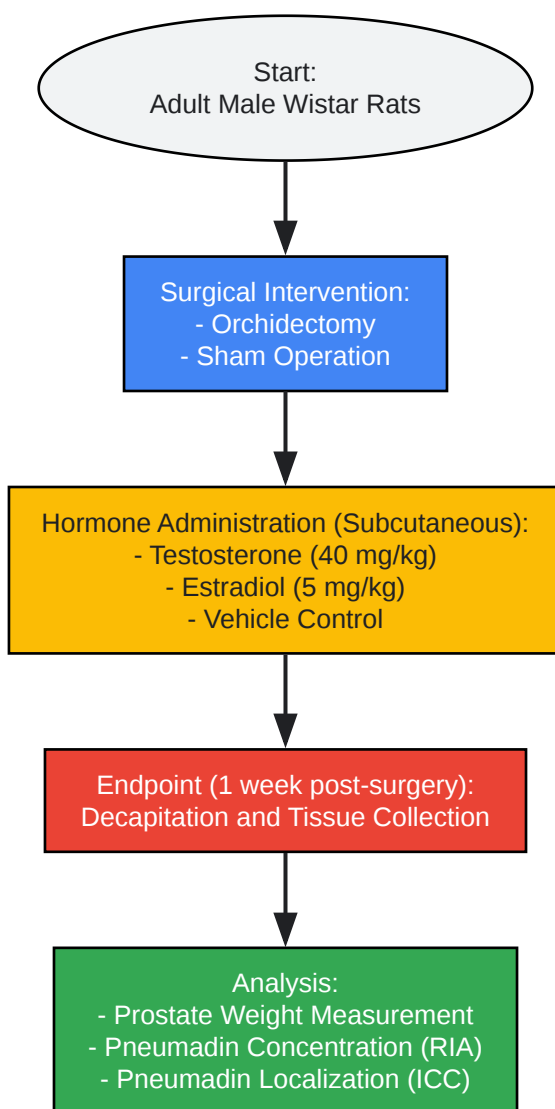 Start:
Adult Male Wistar Rats
Surgical Intervention:
- Orchidectomy
- Sham Operation
Hormone Administration (Subcutaneous):
- Testosterone (40 mg/kg)
- Estradiol (5 mg/kg)
- Vehicle Control
Endpoint (1 week post-surgery):
Decapitation and Tissue Collection
Analysis:
- Prostate Weight Measurement
- Pneumadin Concentration (RIA)
- Pneumadin Localization (ICC)